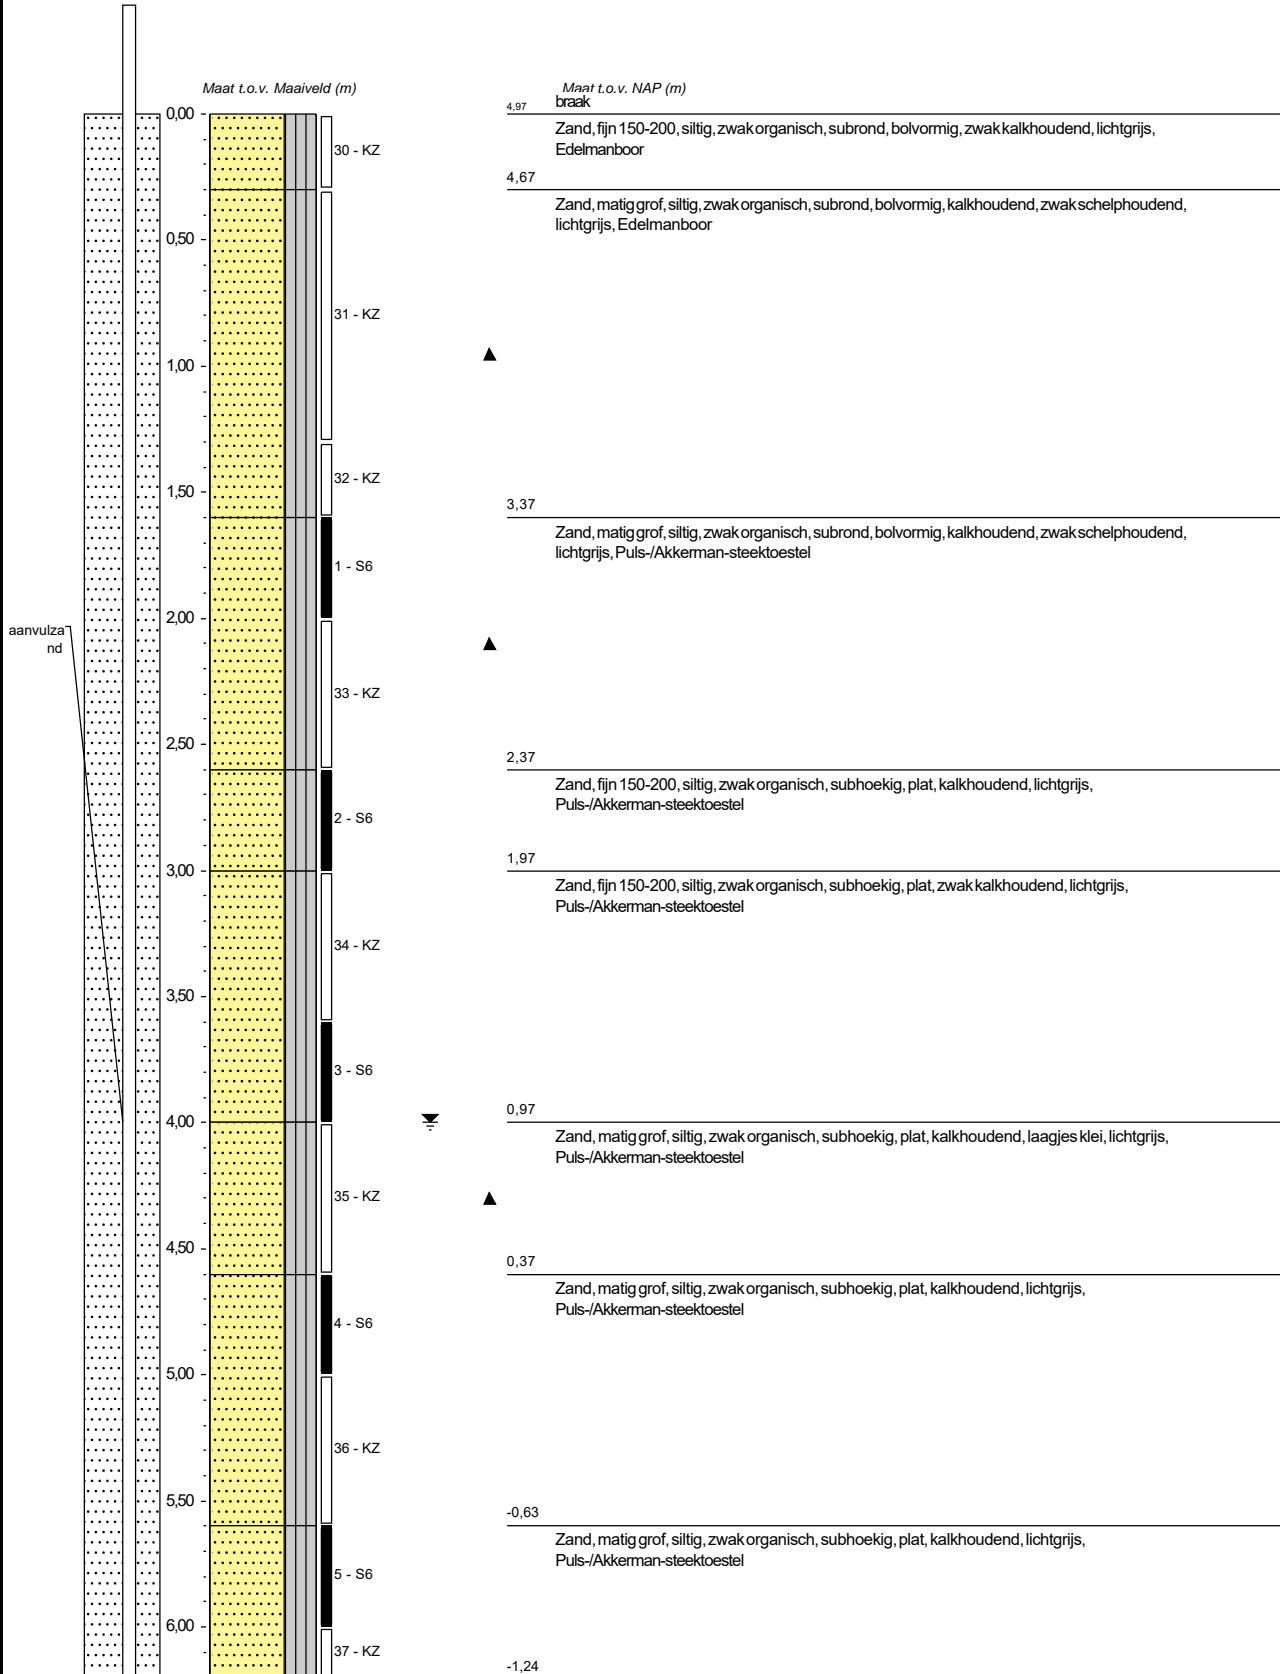 Maat t.o.v. Maaiveld (m)
Maat t.o.v. NAP (m)
4,97
braak
0,00
Zand, fijn 150-200, siltig, zwak organisch, subrond, bolvormig, zwak kalkhoudend, lichtgrijs,
Edelmanboor
30 - KZ
4,67
Zand, matig grof, siltig, zwak organisch, subrond, bolvormig, kalkhoudend, zwak schelphoudend,
lichtgrijs, Edelmanboor
0,50
31 - KZ
1,00
32 - KZ
1,50
3,37
Zand, matig grof, siltig, zwak organisch, subrond, bolvormig, kalkhoudend, zwak schelphoudend,
lichtgrijs, Puls-/Akkerman-steektoestel
1 - S6
2,00
aanvulza
nd
33 - KZ
2,50
2,37
Zand, fijn 150-200, siltig, zwak organisch, subhoekig, plat, kalkhoudend, lichtgrijs,
Puls-/Akkerman-steektoestel
2 - S6
1,97
3,00
Zand, fijn 150-200, siltig, zwak organisch, subhoekig, plat, zwak kalkhoudend, lichtgrijs,
Puls-/Akkerman-steektoestel
34 - KZ
3,50
3 - S6
0,97
4,00
Zand, matig grof, siltig, zwak organisch, subhoekig, plat, kalkhoudend, laagjes klei, lichtgrijs,
Puls-/Akkerman-steektoestel
35 - KZ
4,50
0,37
Zand, matig grof, siltig, zwak organisch, subhoekig, plat, kalkhoudend, lichtgrijs,
Puls-/Akkerman-steektoestel
4 - S6
5,00
36 - KZ
5,50
-0,63
Zand, matig grof, siltig, zwak organisch, subhoekig, plat, kalkhoudend, lichtgrijs,
Puls-/Akkerman-steektoestel
5 - S6
6,00
37 - KZ
-1,24